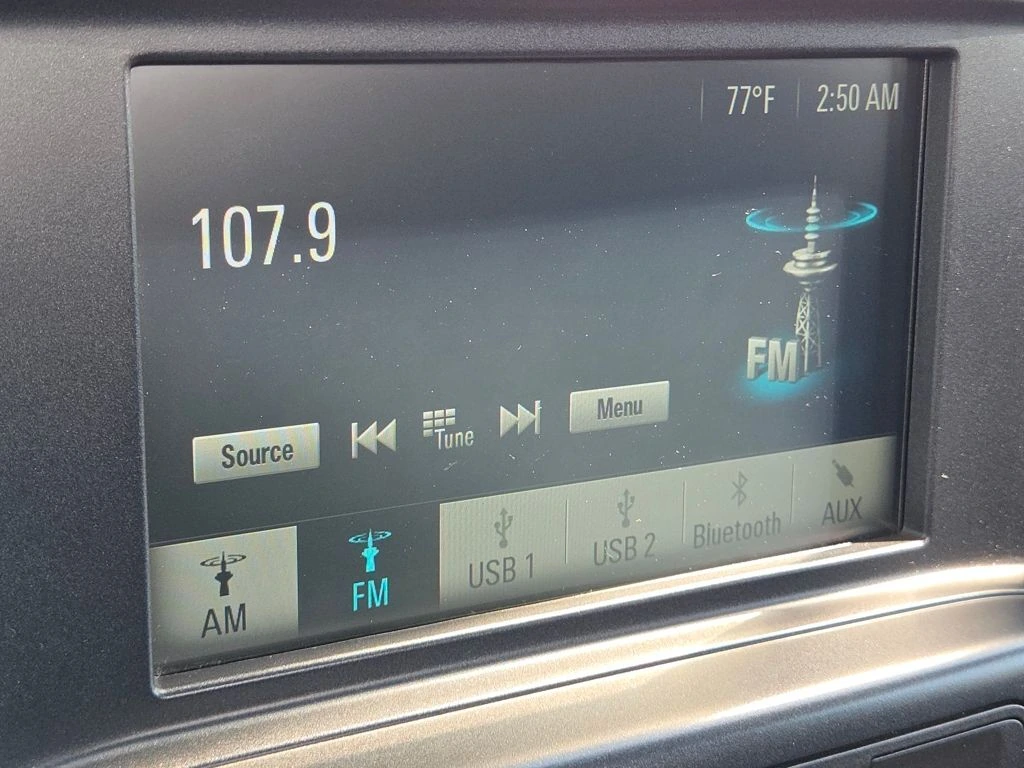 77°F 2:50 AM
107.9
FM
Source Tune Menu
AM FM USB 1 USB 2 Bluetooth AUX